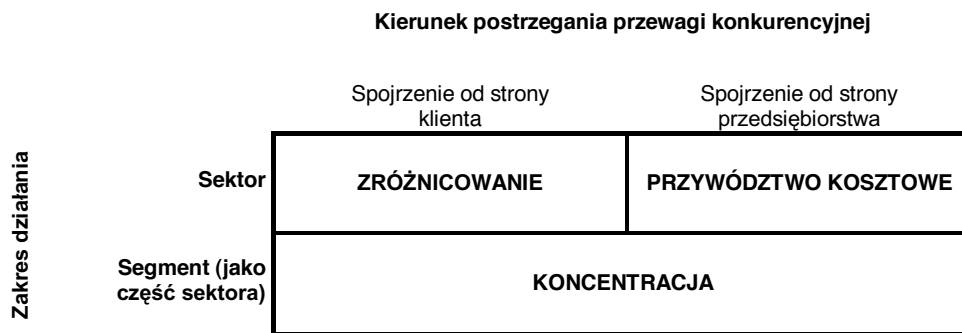 Kierunek postrzegania przewagi konkurencyjnej
Spojrzenie od strony
klienta
Spojrzenie od strony
przedsiębiorstwa
Zakres działania
Sektor
ZRÓŻNICOWANIE
PRZYWÓDZTWO KOSZTOWE
Segment (jako
część sektora)
KONCENTRACJA